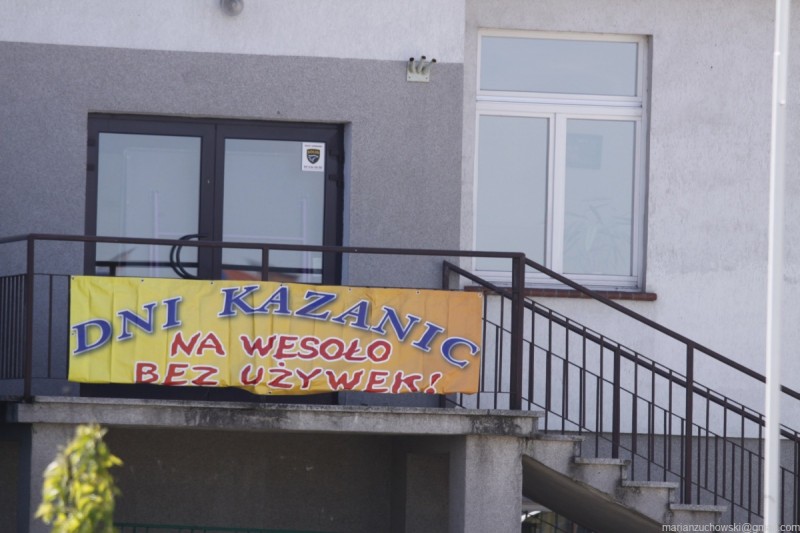 DNI KAZANIC
NA WESOŁO
BEZ UŻYWEK!
marianzuchowski@gmail.com